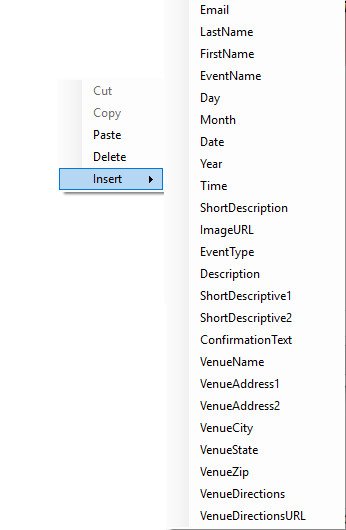 Cut
Copy
Paste
Delete
Insert
Email
LastName
FirstName
EventName
Day
Month
Date
Year
Time
ShortDescription
ImageURL
EventType
Description
ShortDescriptive1
ShortDescriptive2
ConfirmationText
VenueName
VenueAddress1
VenueAddress2
VenueCity
VenueState
VenueZip
VenueDirections
VenueDirectionsURL